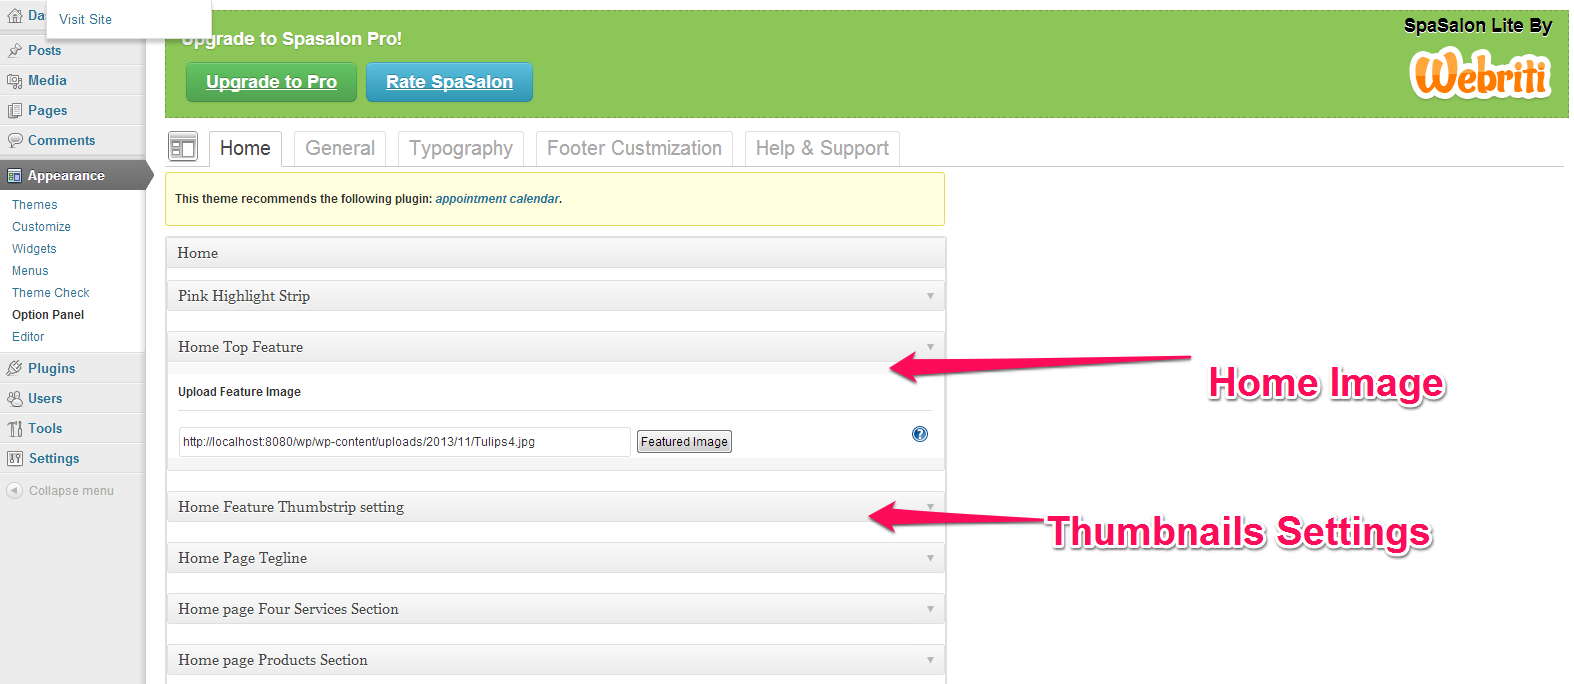 Da
Visit Site
Posts
Media
Pages
Comments
Appearance
Themes
Customize
Widgets
Menus
Theme Check
Option Panel
Editor
Plugins
Users
Tools
Settings
Collapse menu
Upgrade to Spasalon Pro!
Upgrade to Pro
Rate SpaSalon
SpaSalon Lite By
Webriti
Home
General
Typography
Footer Custmization
Help & Support
This theme recommends the following plugin: appointment calendar.
Home
Pink Highlight Strip
Home Top Feature
Upload Feature Image
http://localhost:8080/wp/wp-content/uploads/2013/11/Tulips4.jpg
Featured Image
?
Home Feature Thumbstrip setting
Home Page Tegline
Home page Four Services Section
Home page Products Section
Home Image
Thumbnails Settings